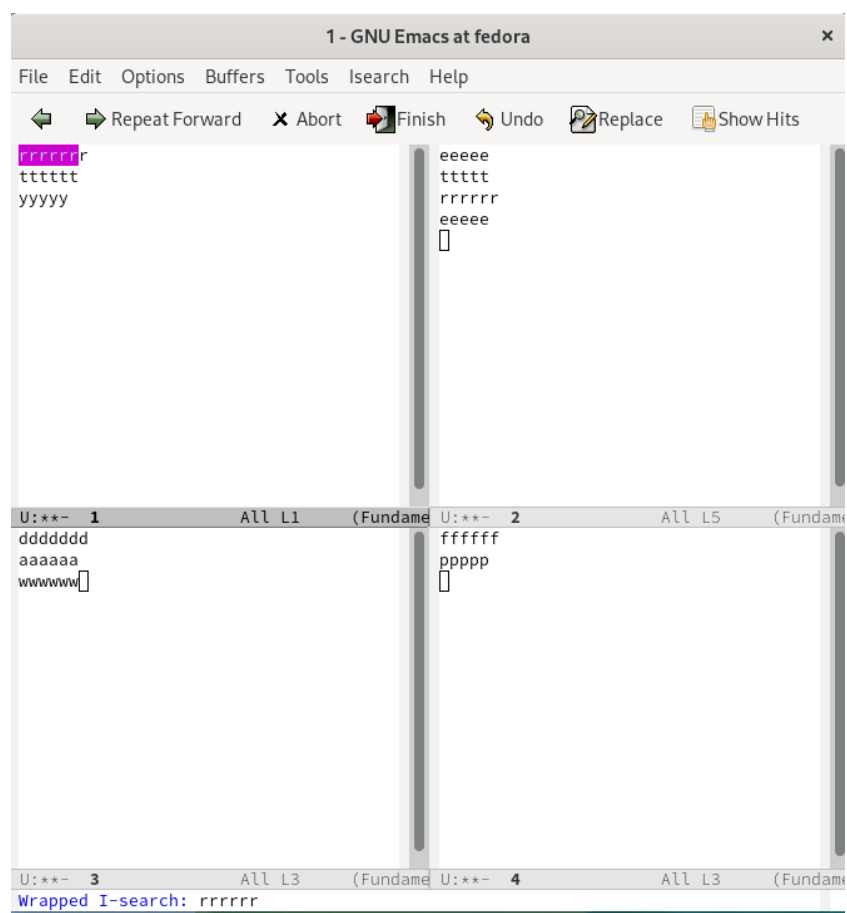 1 - GNU Emacs at fedora ×
File Edit Options Buffers Tools Isearch Help
Repeat Forward Abort Finish Undo Replace Show Hits
rrrrrrr
tttttt
yyyyy
U:**- 1 All L1 (Fundame
eeeee
ttttt
rrrrrr
eeeee
U:**- 2 All L5 (Fundame
ddddddd
aaaaaa
wwwwww
U:**- 3 All L3 (Fundame
ffffff
ppppp
U:**- 4 All L3 (Fundame
Wrapped I-search: rrrrrr